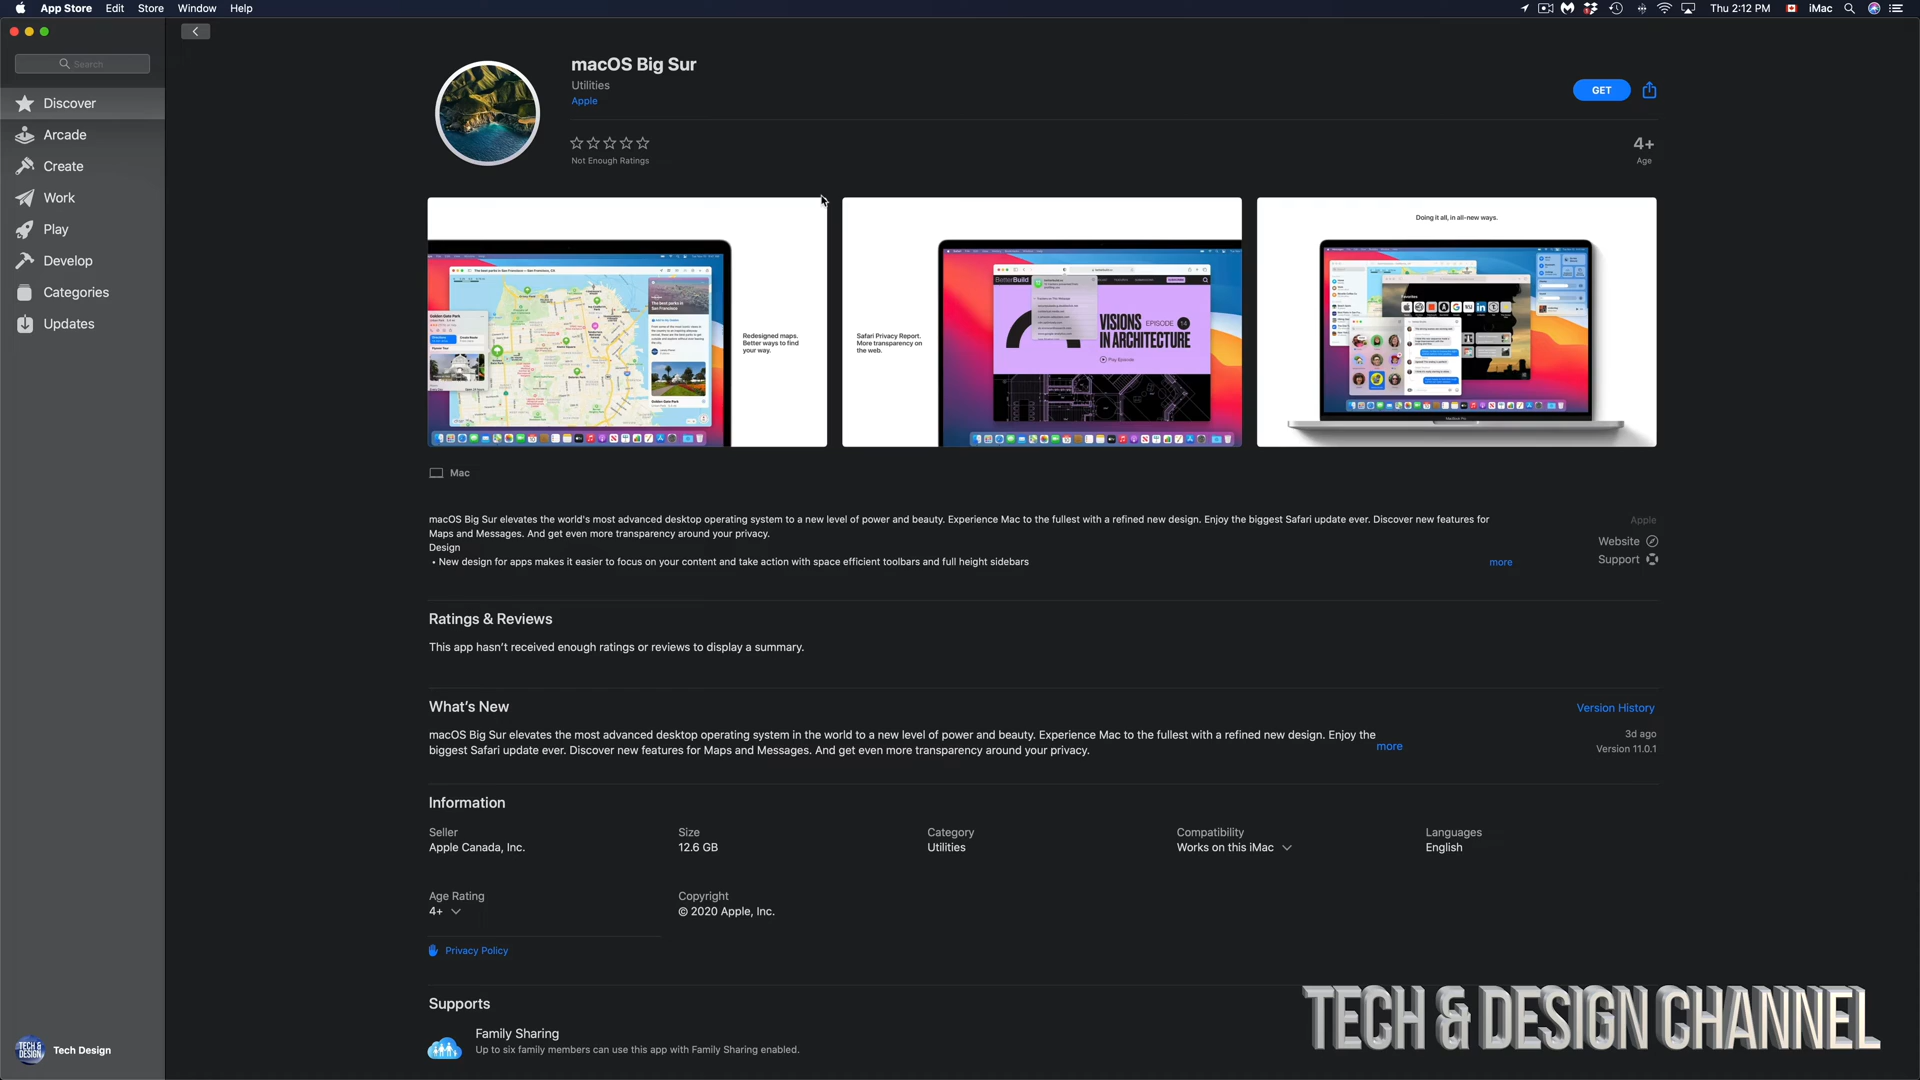 App Store Edit Store Window Help
Thu 2:12 PM iMac
Search
Discover
Arcade
Create
Work
Play
Develop
Categories
Updates
macOS Big Sur
Utilities
Apple
GET
Not Enough Ratings
4+
Age
Redesigned maps.
Better ways to find
your way.
Safari Privacy Report.
More transparency on
the web.
BetterBuild
VISIONS
IN ARCHITECTURE
EPISODE 14
Play Episode
Doing it all, in all-new ways.
Mac
macOS Big Sur elevates the world's most advanced desktop operating system to a new level of power and beauty. Experience Mac to the fullest with a refined new design. Enjoy the biggest Safari update ever. Discover new features for
Maps and Messages. And get even more transparency around your privacy.
Design
• New design for apps makes it easier to focus on your content and take action with space efficient toolbars and full height sidebars
more
Apple
Website
Support
Ratings & Reviews
This app hasn't received enough ratings or reviews to display a summary.
What's New
Version History
macOS Big Sur elevates the most advanced desktop operating system in the world to a new level of power and beauty. Experience Mac to the fullest with a refined new design. Enjoy the
biggest Safari update ever. Discover new features for Maps and Messages. And get even more transparency around your privacy.
more
3d ago
Version 11.0.1
Information
Seller
Apple Canada, Inc.
Size
12.6 GB
Category
Utilities
Compatibility
Works on this iMac
Languages
English
Age Rating
4+
Copyright
© 2020 Apple, Inc.
Privacy Policy
Supports
Family Sharing
Up to six family members can use this app with Family Sharing enabled.
TECH & DESIGN
Tech Design
TECH & DESIGN CHANNEL